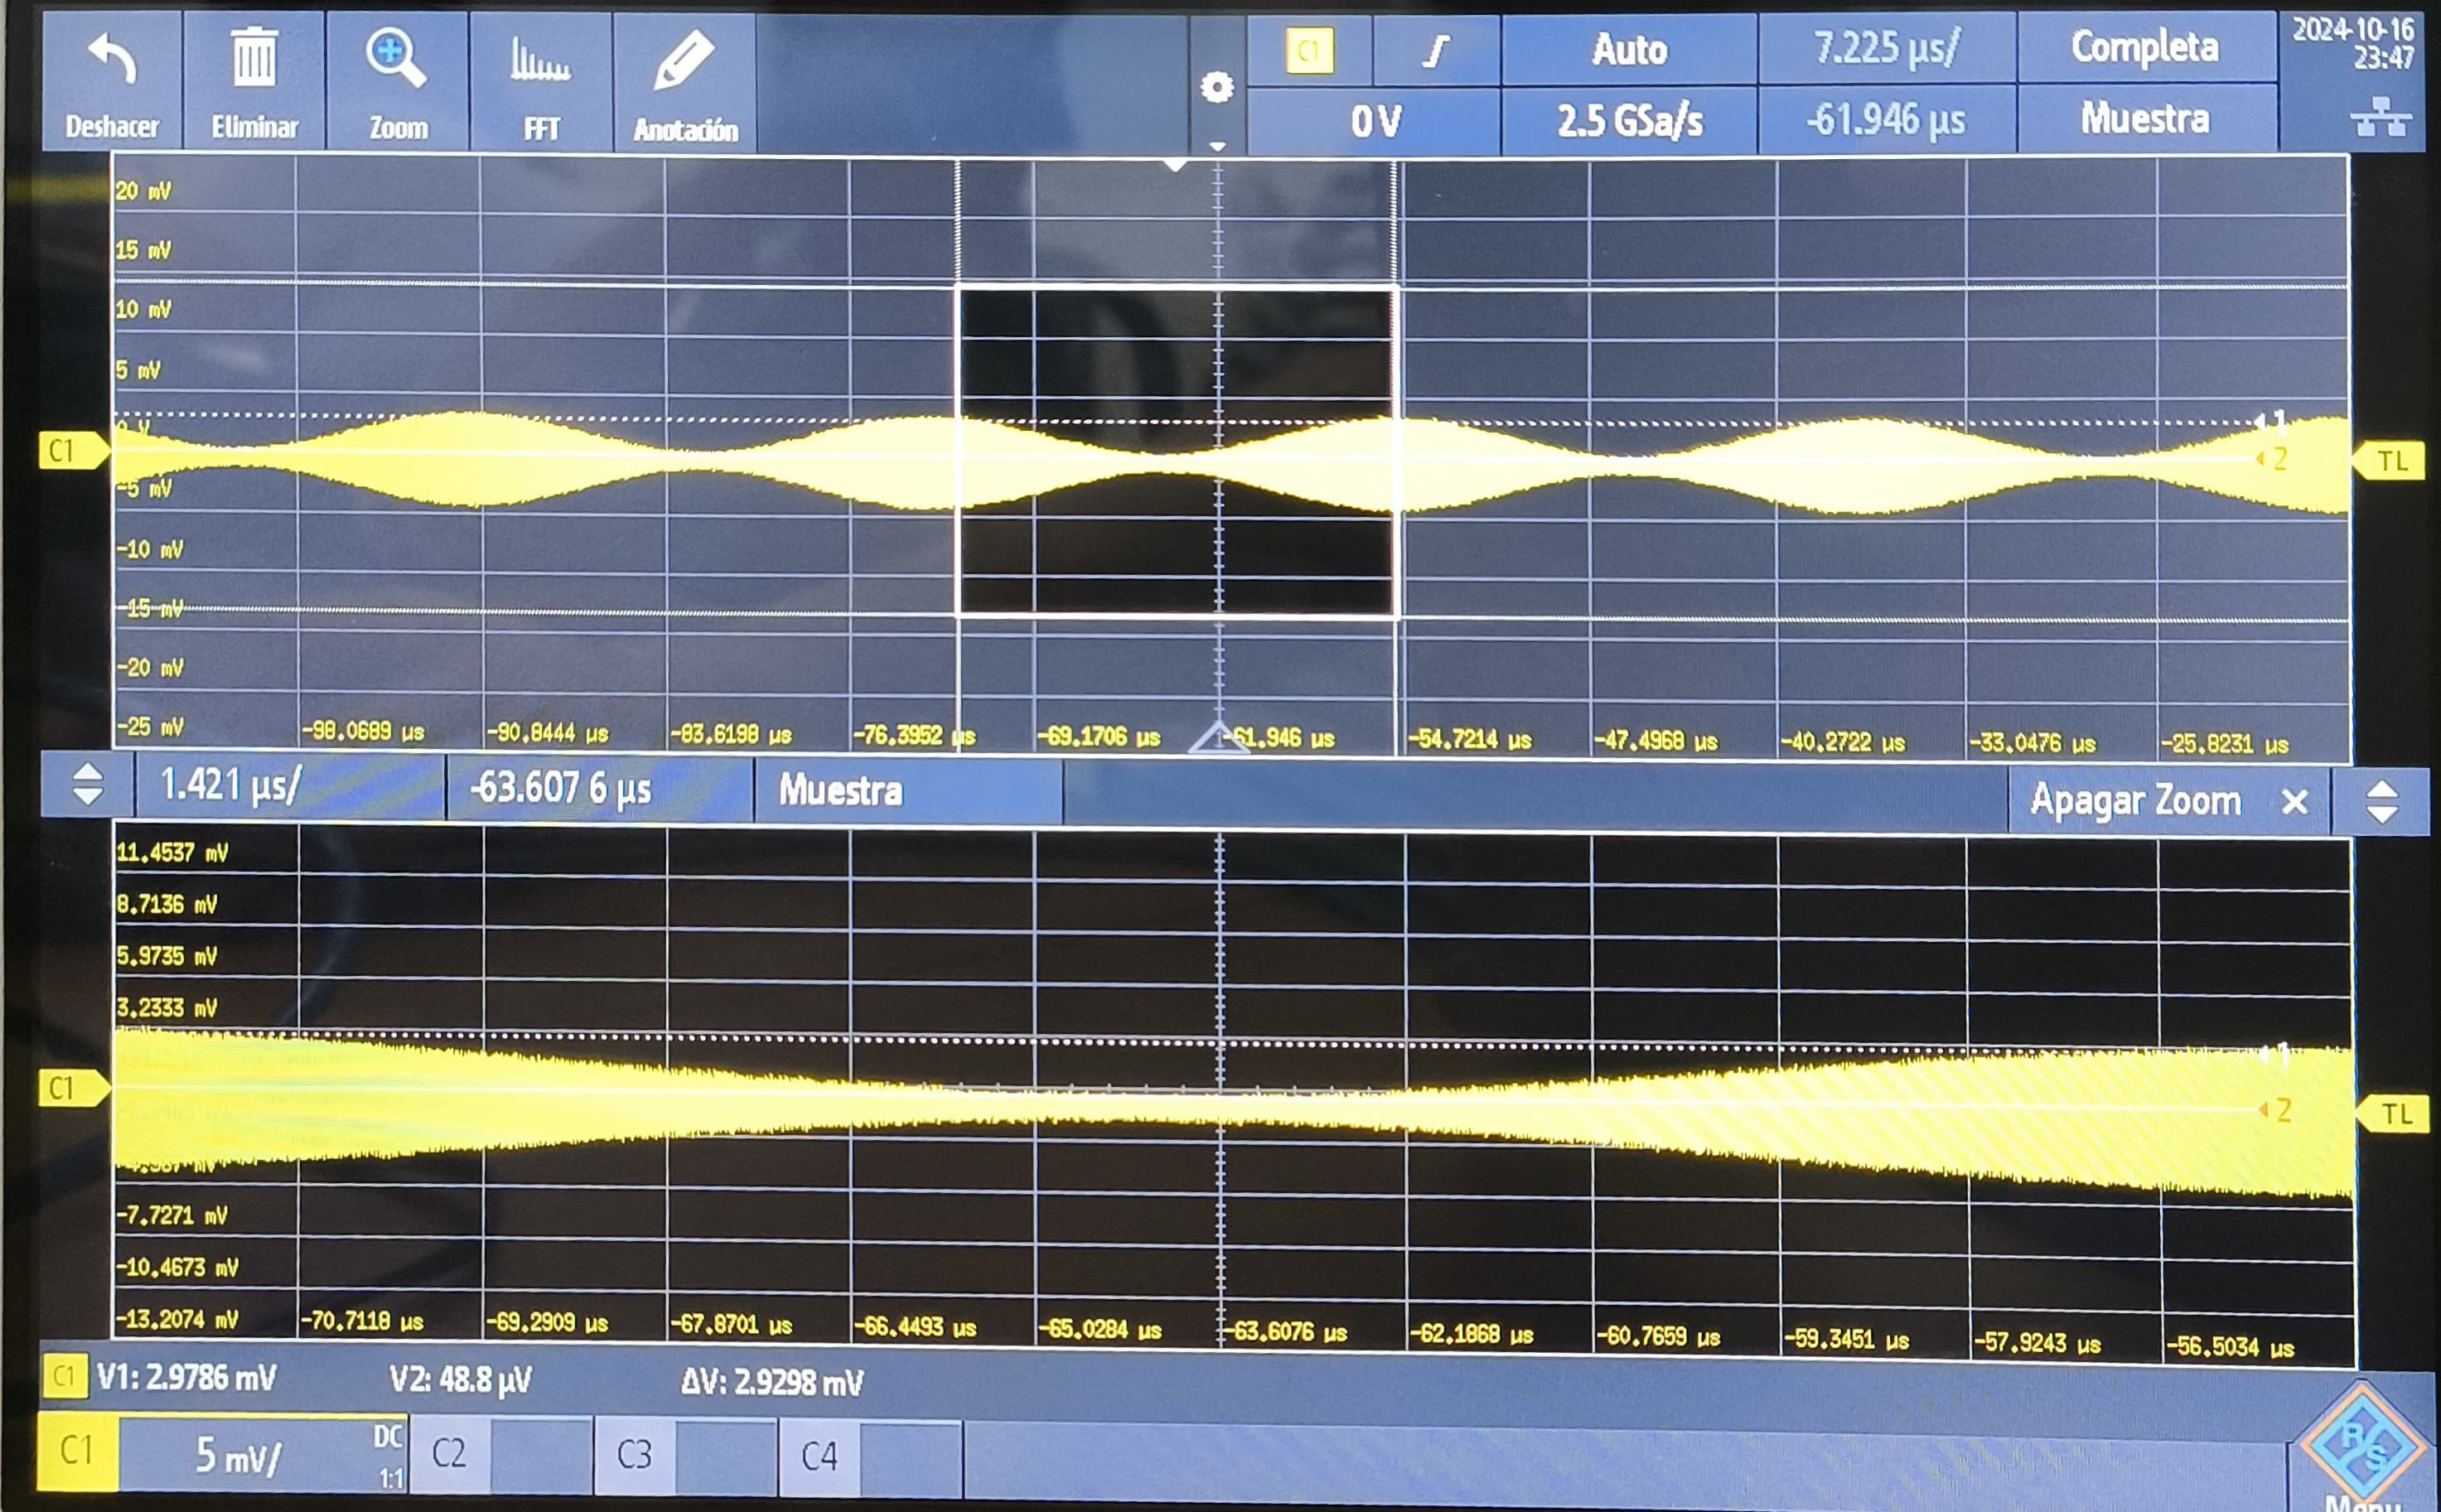 Deshacer
Eliminar
Zoom
FFT
Anotación
C1
Auto
7.225 µs/
Completa
2024-10-16
23:47
0 V
2.5 GSa/s
-61.946 µs
Muestra
20 mV
15 mV
10 mV
5 mV
0 V
C1
-5 mV
-10 mV
-15 mV
-20 mV
-25 mV
1
2
TL
-98.0689 µs
-90.8444 µs
-83.6198 µs
-76.3952 µs
-69.1706 µs
-61.946 µs
-54.7214 µs
-47.4968 µs
-40.2722 µs
-33.0476 µs
-25.8231 µs
1.421 µs/
-63.607 6 µs
Muestra
Apagar Zoom
11.4537 mV
8.7136 mV
5.9735 mV
3.2333 mV
C1
-7.7271 mV
-10.4673 mV
-13.2074 mV
1
2
TL
-70.7118 µs
-69.2909 µs
-67.8701 µs
-66.4493 µs
-65.0284 µs
-63.6076 µs
-62.1868 µs
-60.7659 µs
-59.3451 µs
-57.9243 µs
-56.5034 µs
C1
V1: 2.9786 mV
V2: 48.8 µV
ΔV: 2.9298 mV
C1
5 mV/
DC
1:1
C2
C3
C4
R/S
Menu